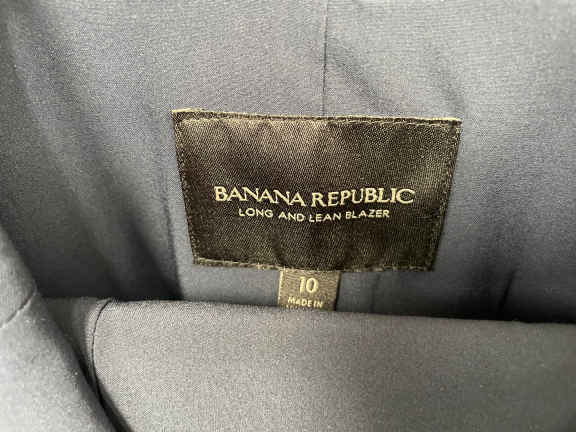 BANANA REPUBLIC
LONG AND LEAN BLAZER
10
MADE IN